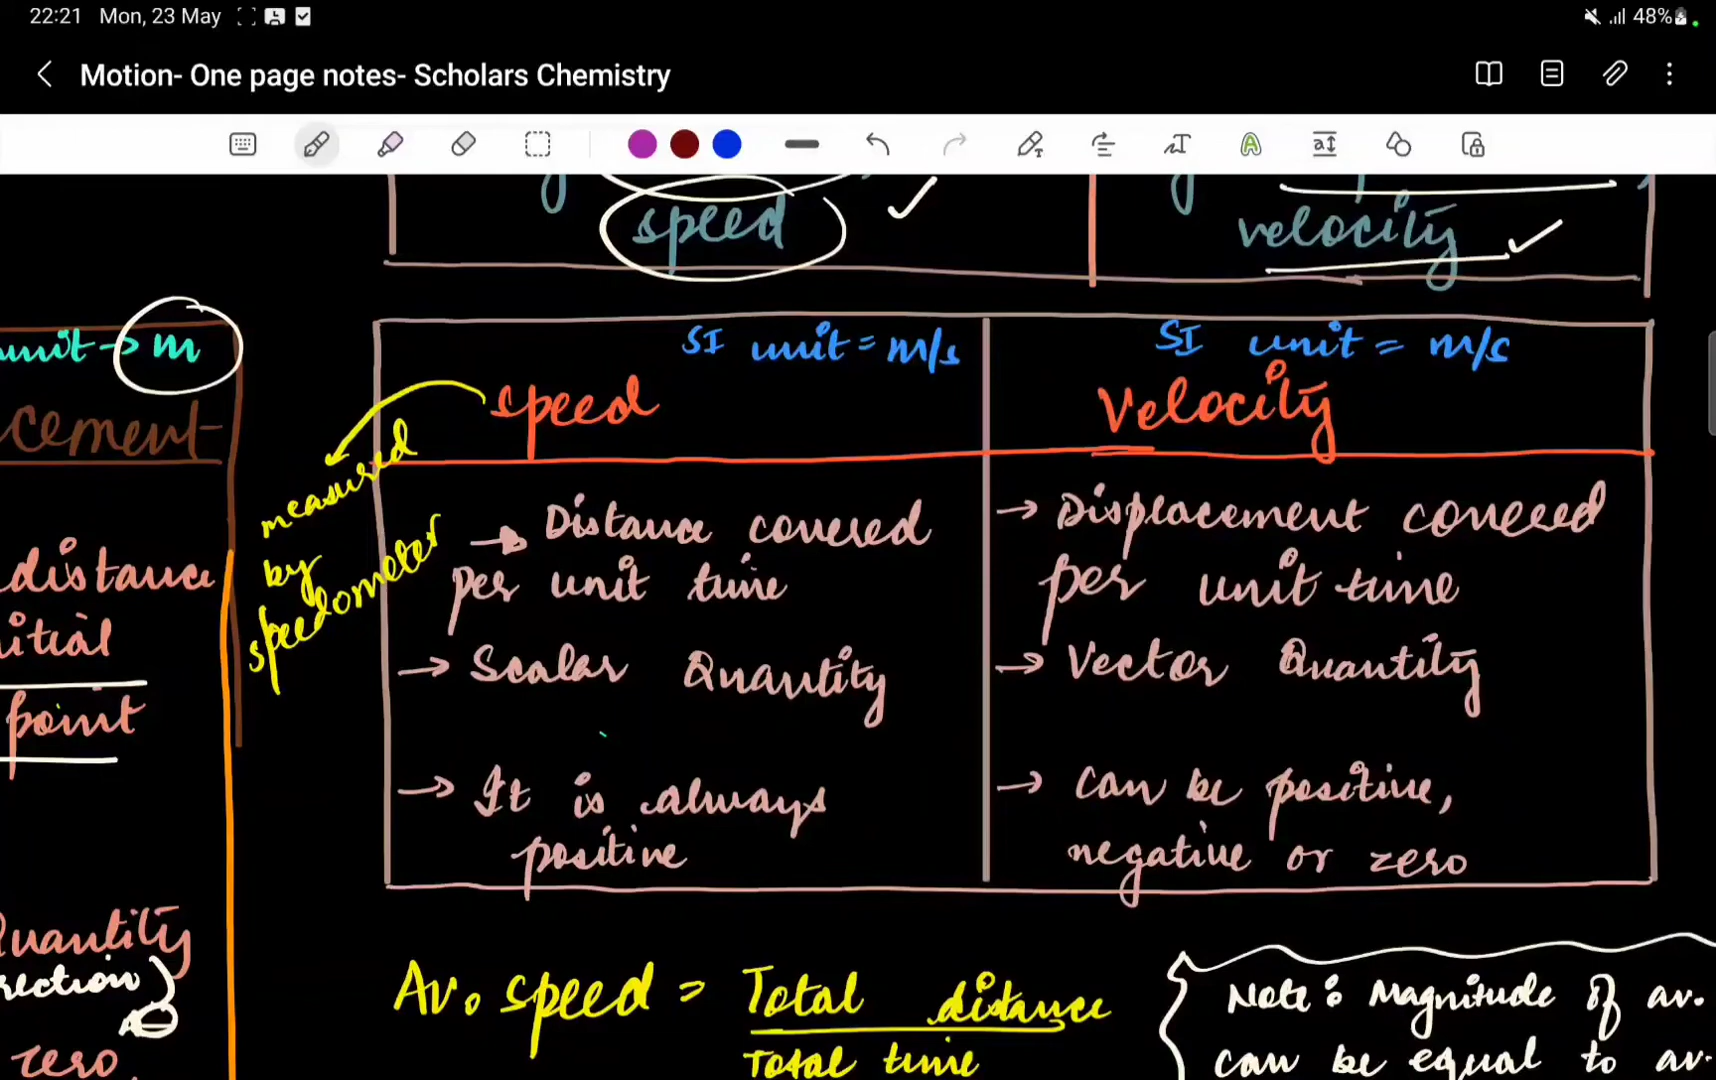 22:21 Mon, 23 May
48%
Motion- One page notes- Scholars Chemistry
speed
velocity
unit → m
cement
distance
itial
point
Quantity
rection)
zero
measured
by
speedometer
SI unit = m/s
speed
→ Distance covered
per unit time
→ Scalar Quantity
→ It is always
positive
SI unit = m/s
Velocity
→ Displacement covered
per unit time
→ Vector Quantity
→ can be positive,
negative or zero
Av. speed = Total distance
Total time
Note: Magnitude of av.
can be equal to av.